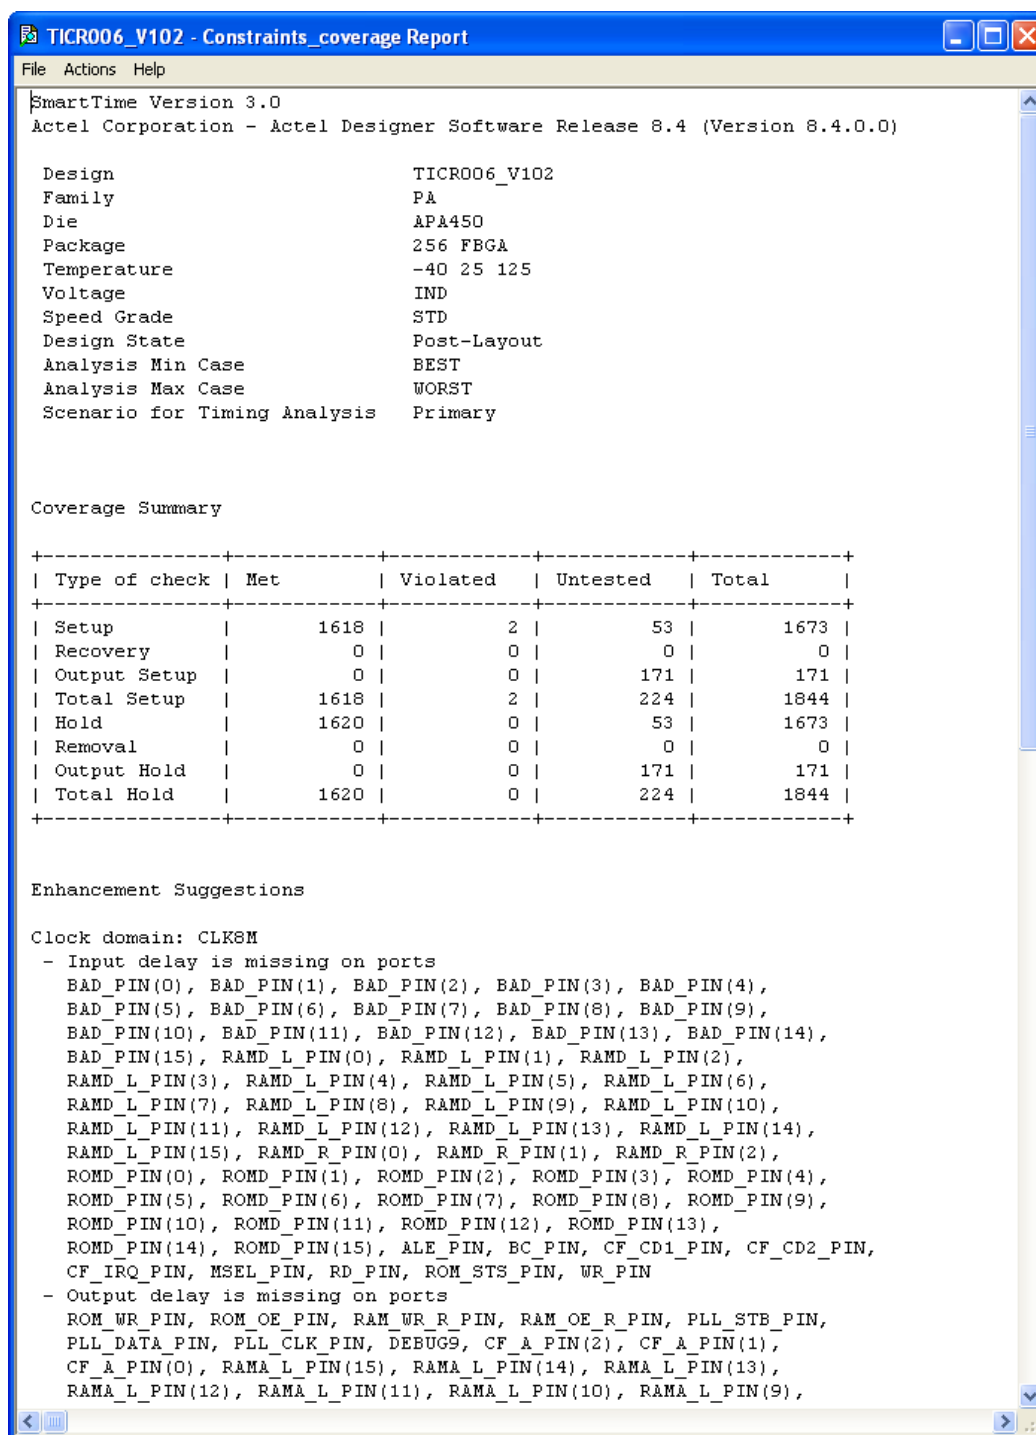 TICR006_V102 - Constraints_coverage Report
File Actions Help
SmartTime Version 3.0
Actel Corporation - Actel Designer Software Release 8.4 (Version 8.4.0.0)
Design TICR006_V102
Family PA
Die APA450
Package 256 FBGA
Temperature -40 25 125
Voltage IND
Speed Grade STD
Design State Post-Layout
Analysis Min Case BEST
Analysis Max Case WORST
Scenario for Timing Analysis Primary
Coverage Summary
+---------------+------------+------------+------------+------------+
| Type of check | Met | Violated | Untested | Total |
+---------------+------------+------------+------------+------------+
| Setup | 1618 | 2 | 53 | 1673 |
| Recovery | 0 | 0 | 0 | 0 |
| Output Setup | 0 | 0 | 171 | 171 |
| Total Setup | 1618 | 2 | 224 | 1844 |
| Hold | 1620 | 0 | 53 | 1673 |
| Removal | 0 | 0 | 0 | 0 |
| Output Hold | 0 | 0 | 171 | 171 |
| Total Hold | 1620 | 0 | 224 | 1844 |
+---------------+------------+------------+------------+------------+
Enhancement Suggestions
Clock domain: CLK8M
- Input delay is missing on ports
BAD_PIN(0), BAD_PIN(1), BAD_PIN(2), BAD_PIN(3), BAD_PIN(4),
BAD_PIN(5), BAD_PIN(6), BAD_PIN(7), BAD_PIN(8), BAD_PIN(9),
BAD_PIN(10), BAD_PIN(11), BAD_PIN(12), BAD_PIN(13), BAD_PIN(14),
BAD_PIN(15), RAMD_L_PIN(0), RAMD_L_PIN(1), RAMD_L_PIN(2),
RAMD_L_PIN(3), RAMD_L_PIN(4), RAMD_L_PIN(5), RAMD_L_PIN(6),
RAMD_L_PIN(7), RAMD_L_PIN(8), RAMD_L_PIN(9), RAMD_L_PIN(10),
RAMD_L_PIN(11), RAMD_L_PIN(12), RAMD_L_PIN(13), RAMD_L_PIN(14),
RAMD_L_PIN(15), RAMD_R_PIN(0), RAMD_R_PIN(1), RAMD_R_PIN(2),
ROMD_PIN(0), ROMD_PIN(1), ROMD_PIN(2), ROMD_PIN(3), ROMD_PIN(4),
ROMD_PIN(5), ROMD_PIN(6), ROMD_PIN(7), ROMD_PIN(8), ROMD_PIN(9),
ROMD_PIN(10), ROMD_PIN(11), ROMD_PIN(12), ROMD_PIN(13),
ROMD_PIN(14), ROMD_PIN(15), ALE_PIN, BC_PIN, CF_CD1_PIN, CF_CD2_PIN,
CF_IRQ_PIN, MSEL_PIN, RD_PIN, ROM_STS_PIN, WR_PIN
- Output delay is missing on ports
ROM_WR_PIN, ROM_OE_PIN, RAM_WR_R_PIN, RAM_OE_R_PIN, PLL_STB_PIN,
PLL_DATA_PIN, PLL_CLK_PIN, DEBUG9, CF_A_PIN(2), CF_A_PIN(1),
CF_A_PIN(0), RAMA_L_PIN(15), RAMA_L_PIN(14), RAMA_L_PIN(13),
RAMA_L_PIN(12), RAMA_L_PIN(11), RAMA_L_PIN(10), RAMA_L_PIN(9),